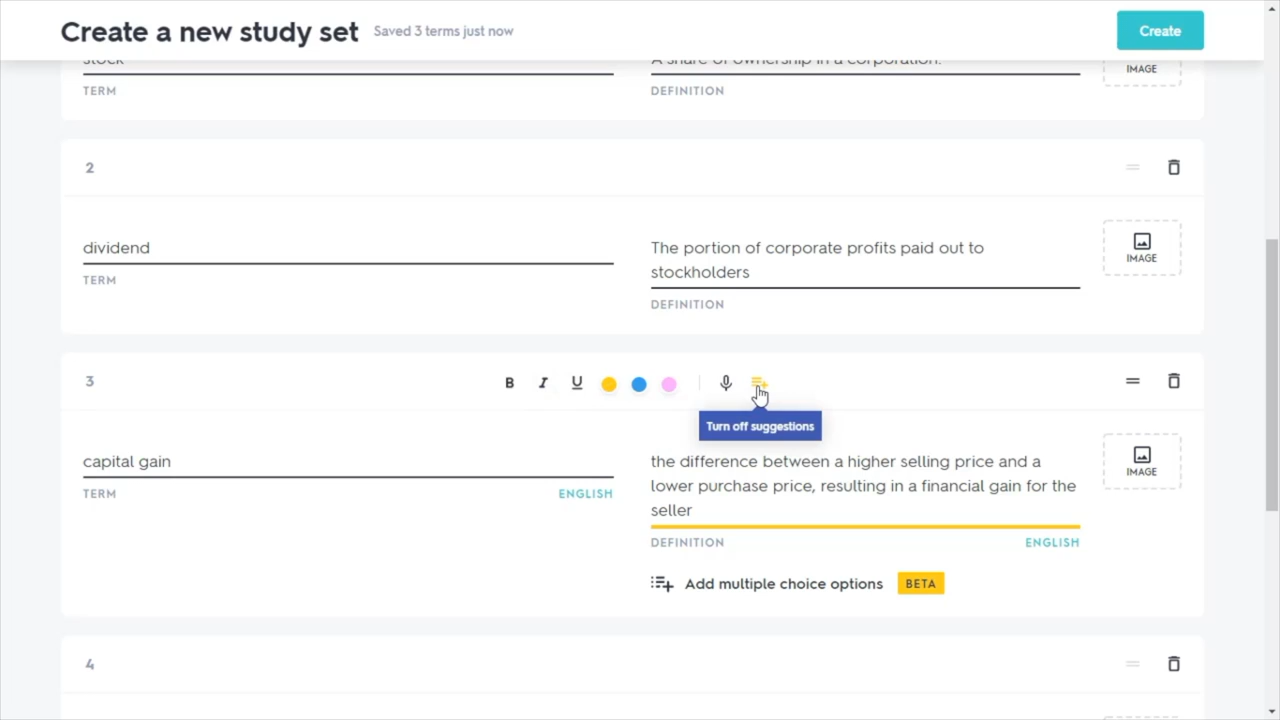 Create a new study set Saved 3 terms just now Create
stock A share of ownership in a corporation. IMAGE
TERM DEFINITION
2
dividend The portion of corporate profits paid out to
stockholders
IMAGE
TERM
DEFINITION
3 B I U
Turn off suggestions
capital gain the difference between a higher selling price and a
lower purchase price, resulting in a financial gain for the
seller
IMAGE
TERM ENGLISH
DEFINITION ENGLISH
Add multiple choice options BETA
4